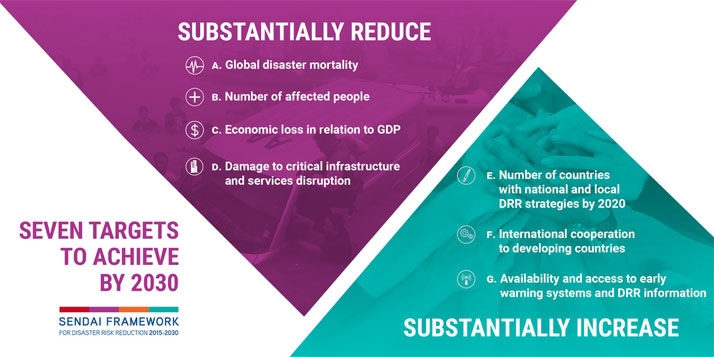 SUBSTANTIALLY REDUCE
A. Global disaster mortality
B. Number of affected people
C. Economic loss in relation to GDP
D. Damage to critical infrastructure
and services disruption
SEVEN TARGETS
TO ACHIEVE
BY 2030
SENDAI FRAMEWORK
FOR DISASTER RISK REDUCTION 2015-2030
E. Number of countries
with national and local
DRR strategies by 2020
F. International cooperation
to developing countries
G. Availability and access to early
warning systems and DRR information
SUBSTANTIALLY INCREASE